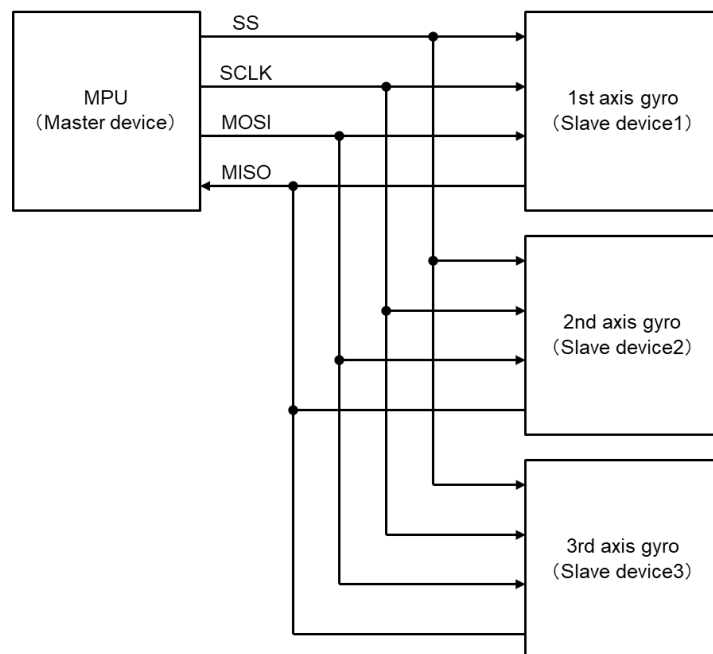 SS
SCLK
MPU
（Master device）
MOSI
MISO
1st axis gyro
（Slave device1）
2nd axis gyro
（Slave device2）
3rd axis gyro
（Slave device3）